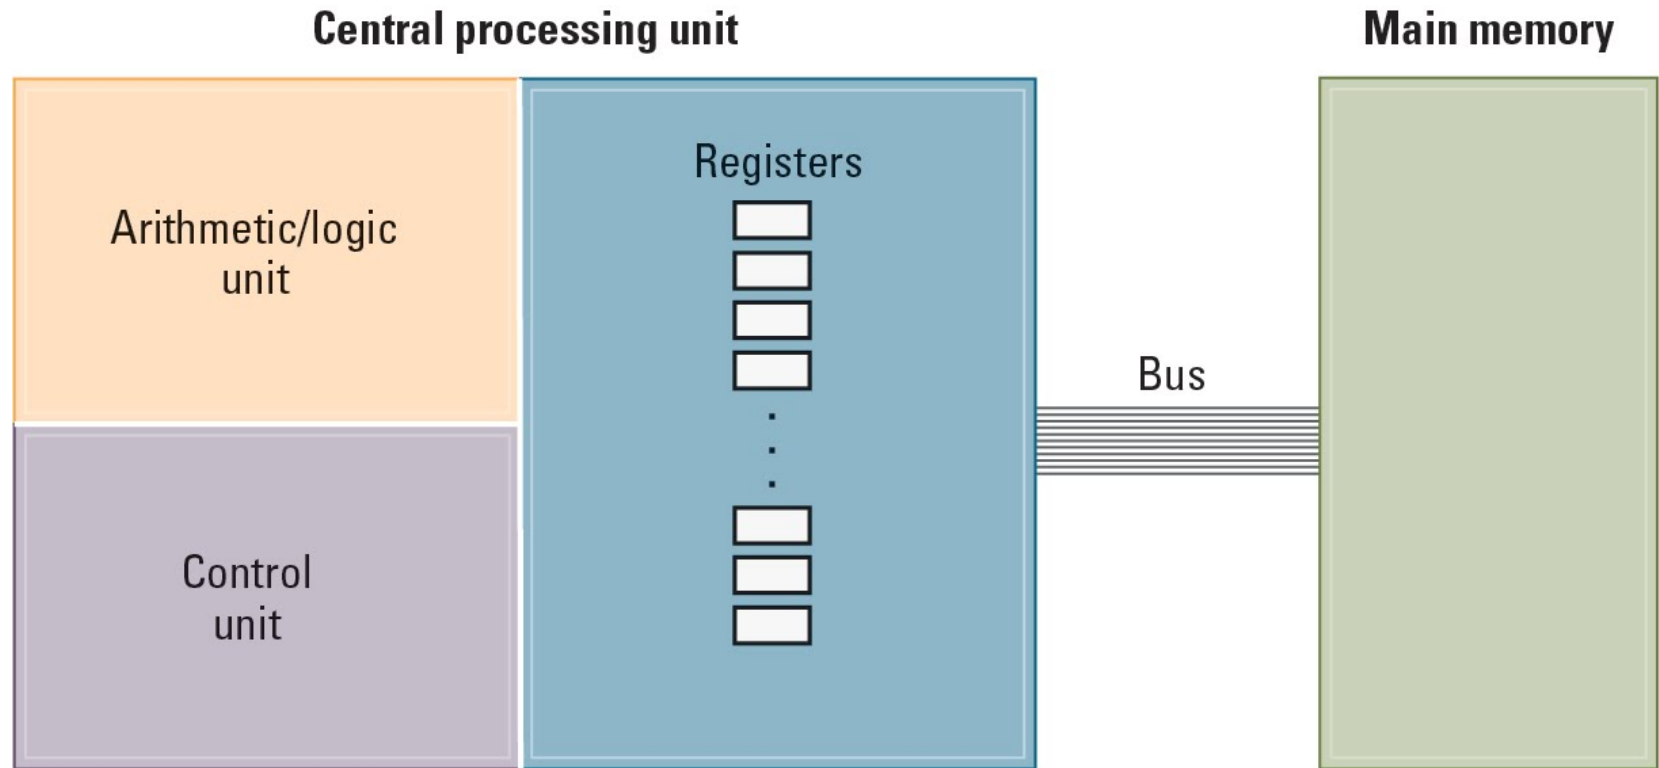 Central processing unit
Main memory
Arithmetic/logic
unit
Registers
Bus
Control
unit